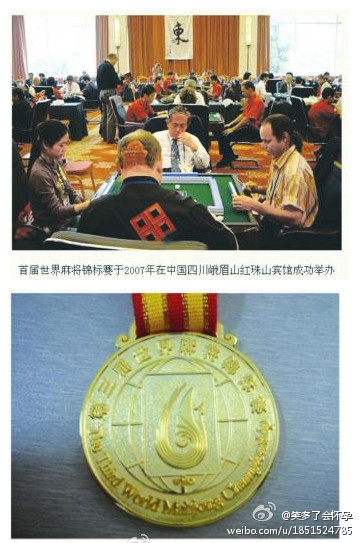 東
首届世界麻将锦标赛于2007年在中国四川峨眉山红珠山宾馆成功举办
第三届世界麻将锦标赛
The Third World Mahjong Championship
@笑多了会怀孕
weibo.com/u/1851524785